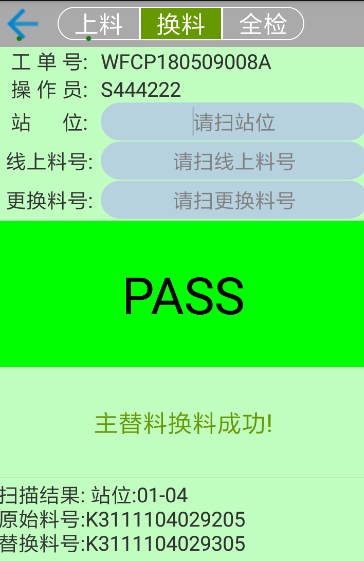 上料 换料 全检
工单号: WFCP180509008A
操作员: S444222
站 位: 请扫站位
线上料号: 请扫线上料号
更换料号: 请扫更换料号
PASS
主替料换料成功!
扫描结果: 站位:01-04
原始料号:K3111104029205
替换料号:K3111104029305